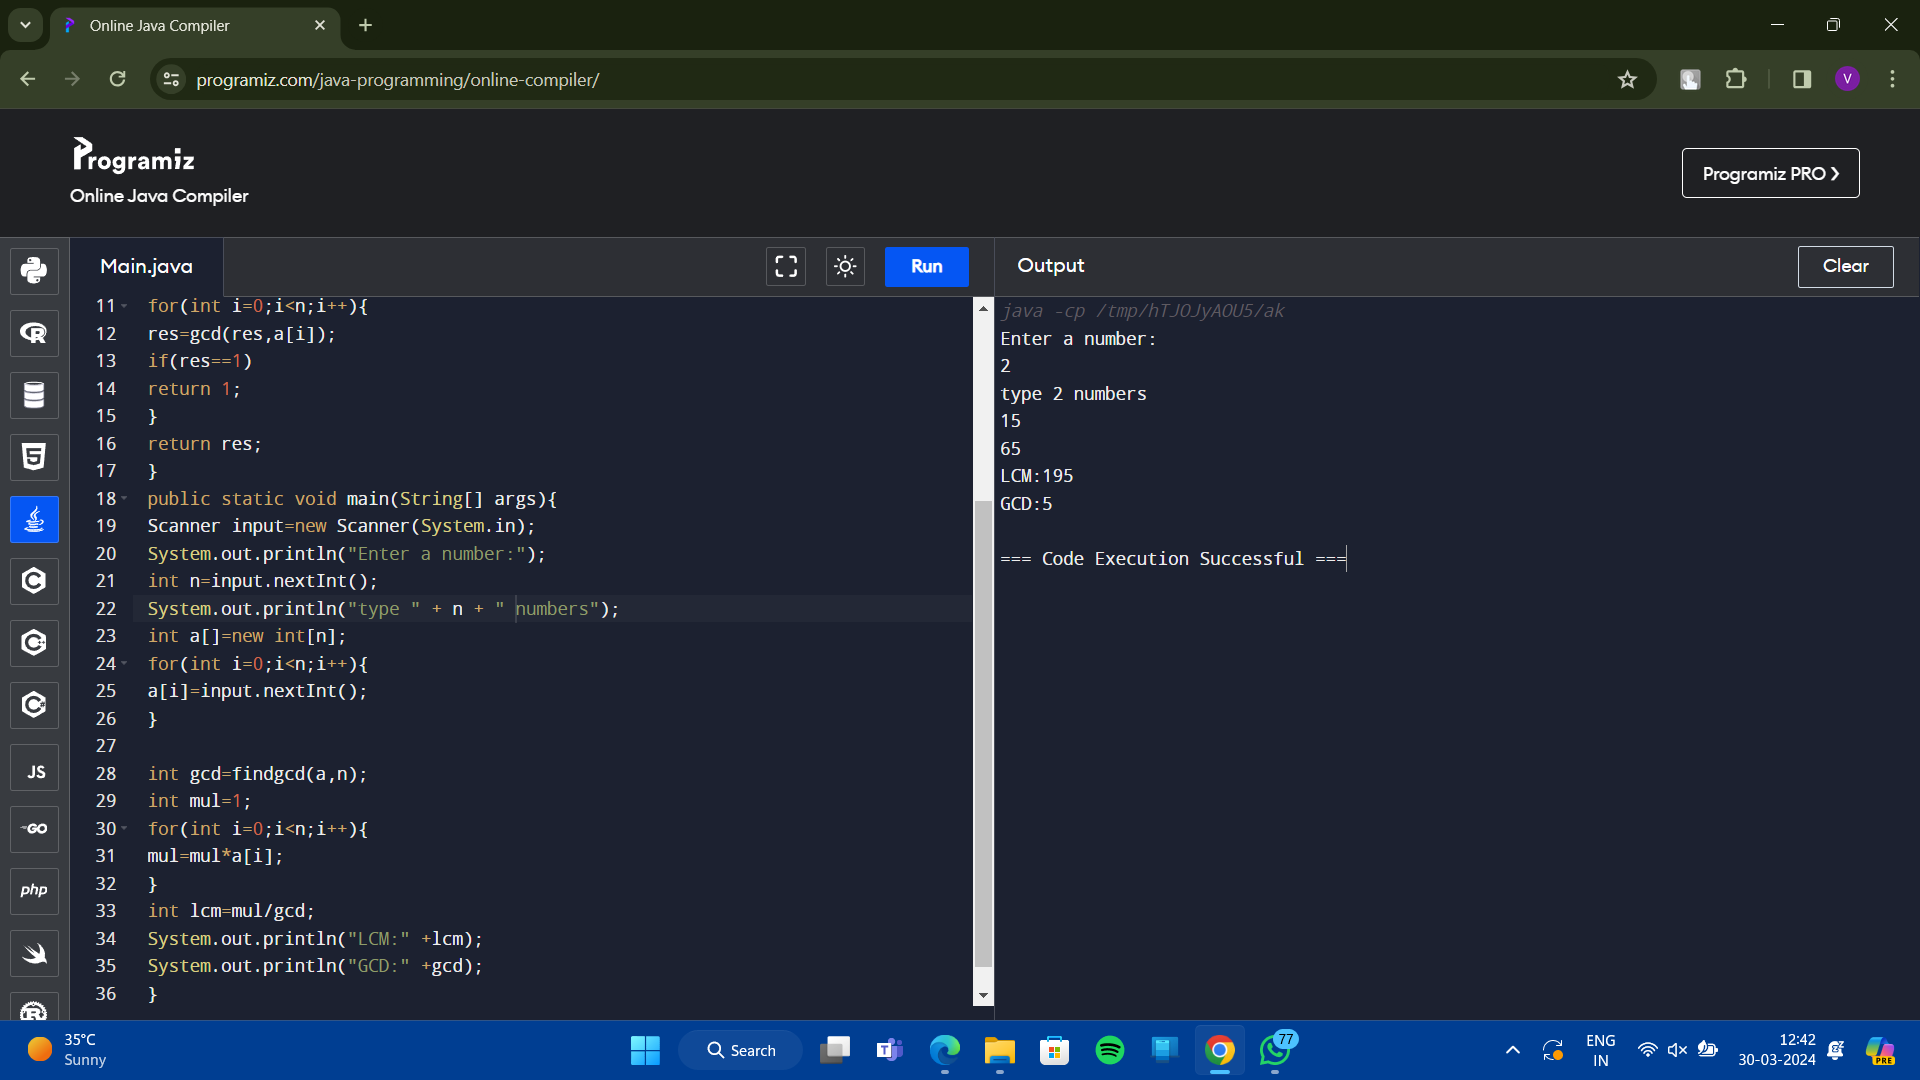 Online Java Compiler
programiz.com/java-programming/online-compiler/
V
Programiz
Online Java Compiler
Programiz PRO
Main.java
Run
Output
Clear
11 for(int i=0;i<n;i++){
12 res=gcd(res,a[i]);
13 if(res==1)
14 return 1;
15 }
16 return res;
17 }
18 public static void main(String[] args){
19 Scanner input=new Scanner(System.in);
20 System.out.println("Enter a number:");
21 int n=input.nextInt();
22 System.out.println("type " + n + " numbers");
23 int a[]=new int[n];
24 for(int i=0;i<n;i++){
25 a[i]=input.nextInt();
26 }
27
28 int gcd=findgcd(a,n);
29 int mul=1;
30 for(int i=0;i<n;i++){
31 mul=mul*a[i];
32 }
33 int lcm=mul/gcd;
34 System.out.println("LCM:" +lcm);
35 System.out.println("GCD:" +gcd);
36 }
java -cp /tmp/hTJOJyAOU5/ak
Enter a number:
2
type 2 numbers
15
65
LCM:195
GCD:5
=== Code Execution Successful ===
JS
GO
php
35°C
Sunny
Search
77
ENG
IN
12:42
30-03-2024
PRE